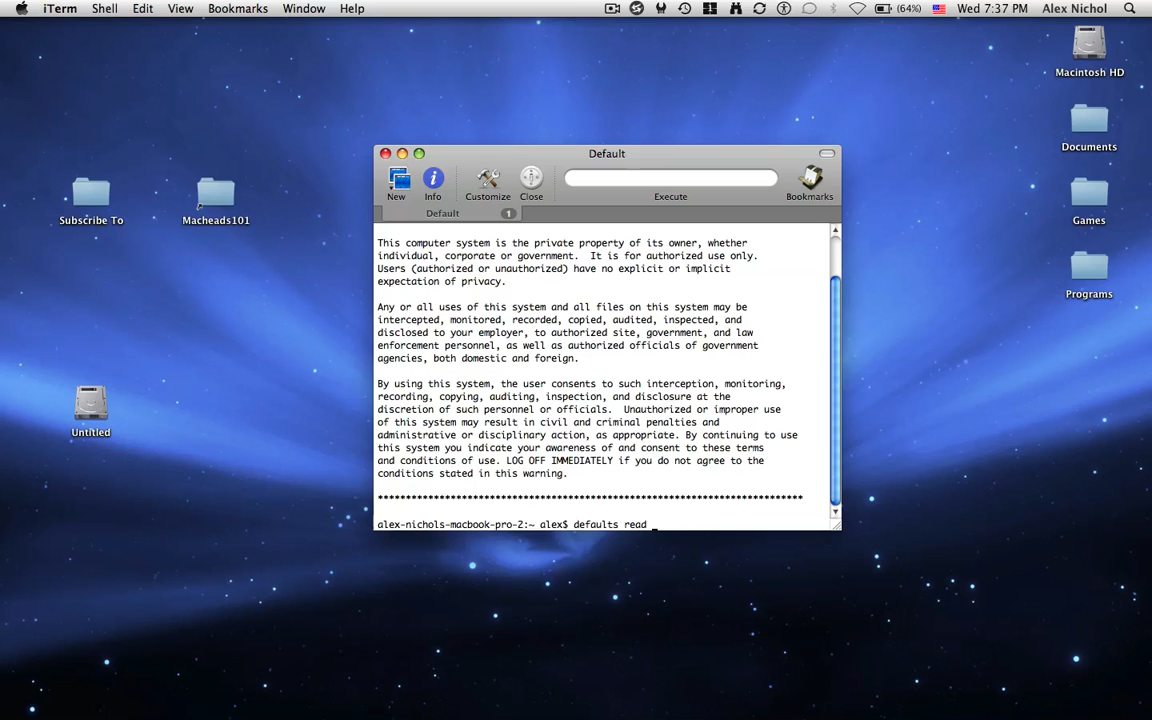 iTerm Shell Edit View Bookmarks Window Help (64%) Wed 7:37 PM Alex Nichol
Macintosh HD
Documents
Games
Programs
Subscribe To
Macheads101
Untitled
Default
New Info Customize Close Execute Bookmarks
Default 1
This computer system is the private property of its owner, whether
individual, corporate or government.  It is for authorized use only.
Users (authorized or unauthorized) have no explicit or implicit
expectation of privacy.
Any or all uses of this system and all files on this system may be
intercepted, monitored, recorded, copied, audited, inspected, and
disclosed to your employer, to authorized site, government, and law
enforcement personnel, as well as authorized officials of government
agencies, both domestic and foreign.
By using this system, the user consents to such interception, monitoring,
recording, copying, auditing, inspection, and disclosure at the
discretion of such personnel or officials.  Unauthorized or improper use
of this system may result in civil and criminal penalties and
administrative or disciplinary action, as appropriate. By continuing to use
this system you indicate your awareness of and consent to these terms
and conditions of use. LOG OFF IMMEDIATELY if you do not agree to the
conditions stated in this warning.
****************************************************************************
alex-nichols-macbook-pro-2:~ alex$ defaults read _